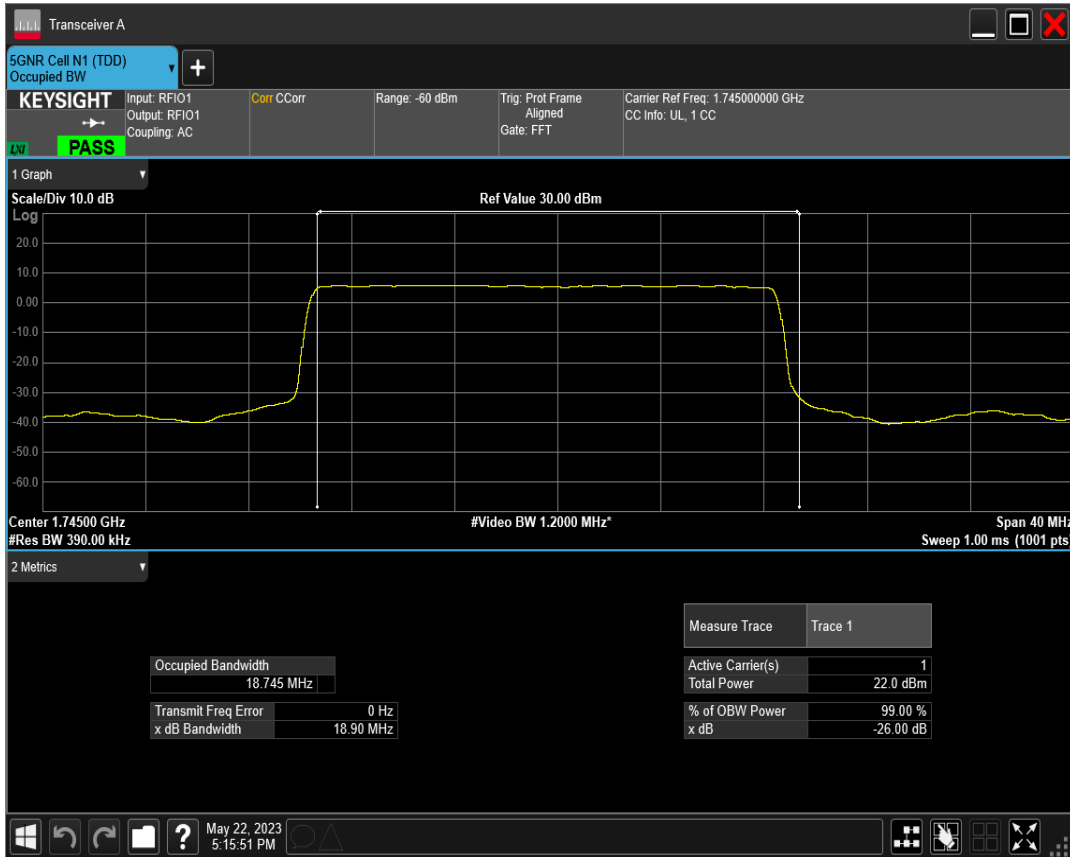 Transceiver A
5GNR Cell N1 (TDD)
Occupied BW
+
KEYSIGHT
LXI
PASS
Input: RFIO1
Output: RFIO1
Coupling: AC
Corr CCorr
Range: -60 dBm
Trig: Prot Frame
Aligned
Gate: FFT
Carrier Ref Freq: 1.745000000 GHz
CC Info: UL, 1 CC
1 Graph
Scale/Div 10.0 dB
Ref Value 30.00 dBm
Log
20.0
10.0
0.00
-10.0
-20.0
-30.0
-40.0
-50.0
-60.0
Center 1.74500 GHz
#Video BW 1.2000 MHz*
Span 40 MHz
#Res BW 390.00 kHz
Sweep 1.00 ms (1001 pts)
2 Metrics
Measure Trace Trace 1
Occupied Bandwidth
18.745 MHz
Active Carrier(s) 1
Total Power 22.0 dBm
Transmit Freq Error 0 Hz
x dB Bandwidth 18.90 MHz
% of OBW Power 99.00 %
x dB -26.00 dB
?
May 22, 2023
5:15:51 PM